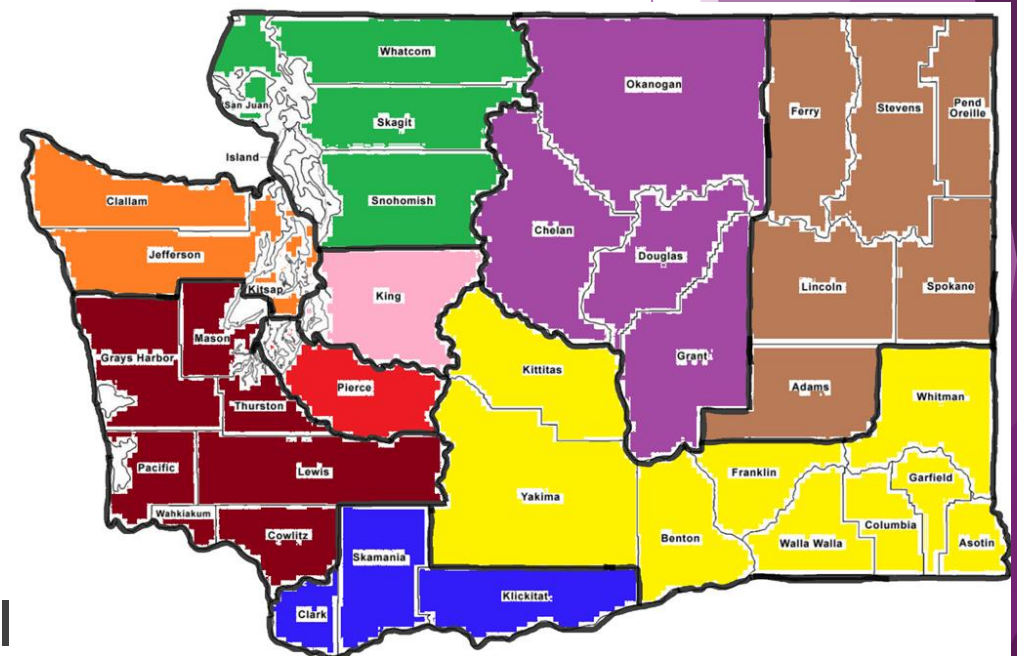 Whatcom
Okanogan
San Juan
Skagit
Ferry
Stevens
Pend
Oreille
Island
Clallam
Snohomish
Chelan
Jefferson
Douglas
Kitsap
King
Lincoln
Spokane
Mason
Grays Harbor
Grant
Kittitas
Pierce
Adams
Whitman
Thurston
Pacific
Lewis
Franklin
Garfield
Yakima
Wahkiakum
Cowlitz
Columbia
Benton
Walla Walla
Asotin
Skamania
Klickitat
Clark